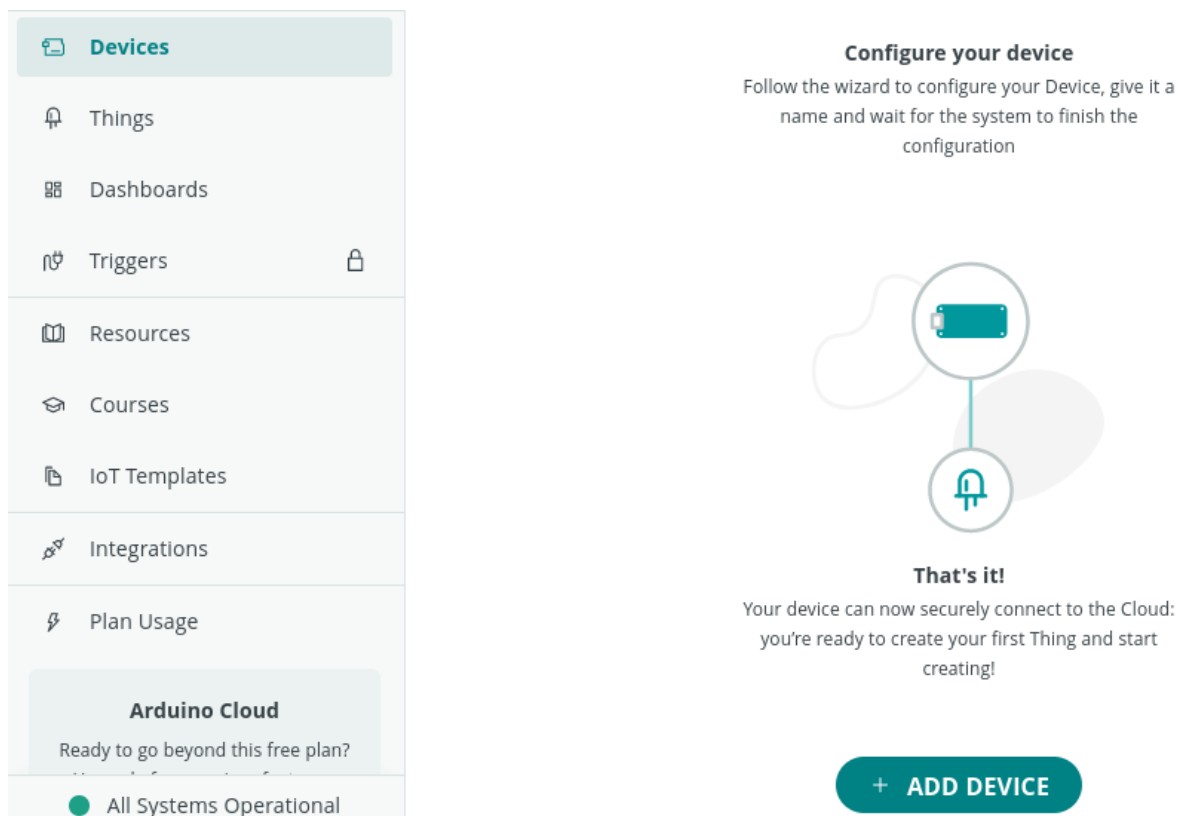 Devices
Things
Dashboards
Triggers
Resources
Courses
IoT Templates
Integrations
Plan Usage
Arduino Cloud
Ready to go beyond this free plan?
All Systems Operational
Configure your device
Follow the wizard to configure your Device, give it a
name and wait for the system to finish the
configuration
That's it!
Your device can now securely connect to the Cloud:
you're ready to create your first Thing and start
creating!
+ ADD DEVICE